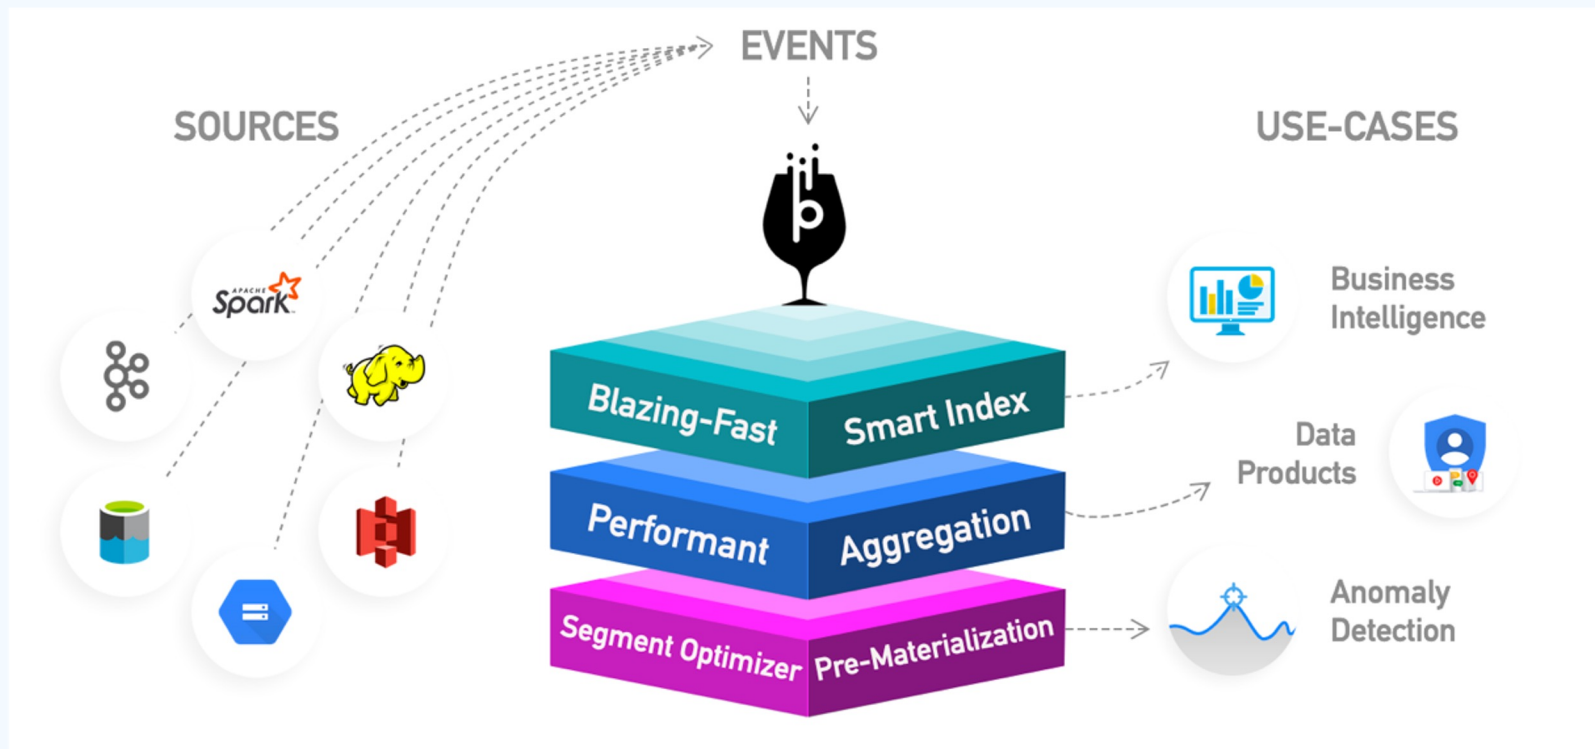 EVENTS
SOURCES
USE-CASES
APACHE
Spark
b
Blazing-Fast
Smart Index
Performant
Aggregation
Segment Optimizer
Pre-Materialization
Business
Intelligence
Data
Products
Anomaly
Detection